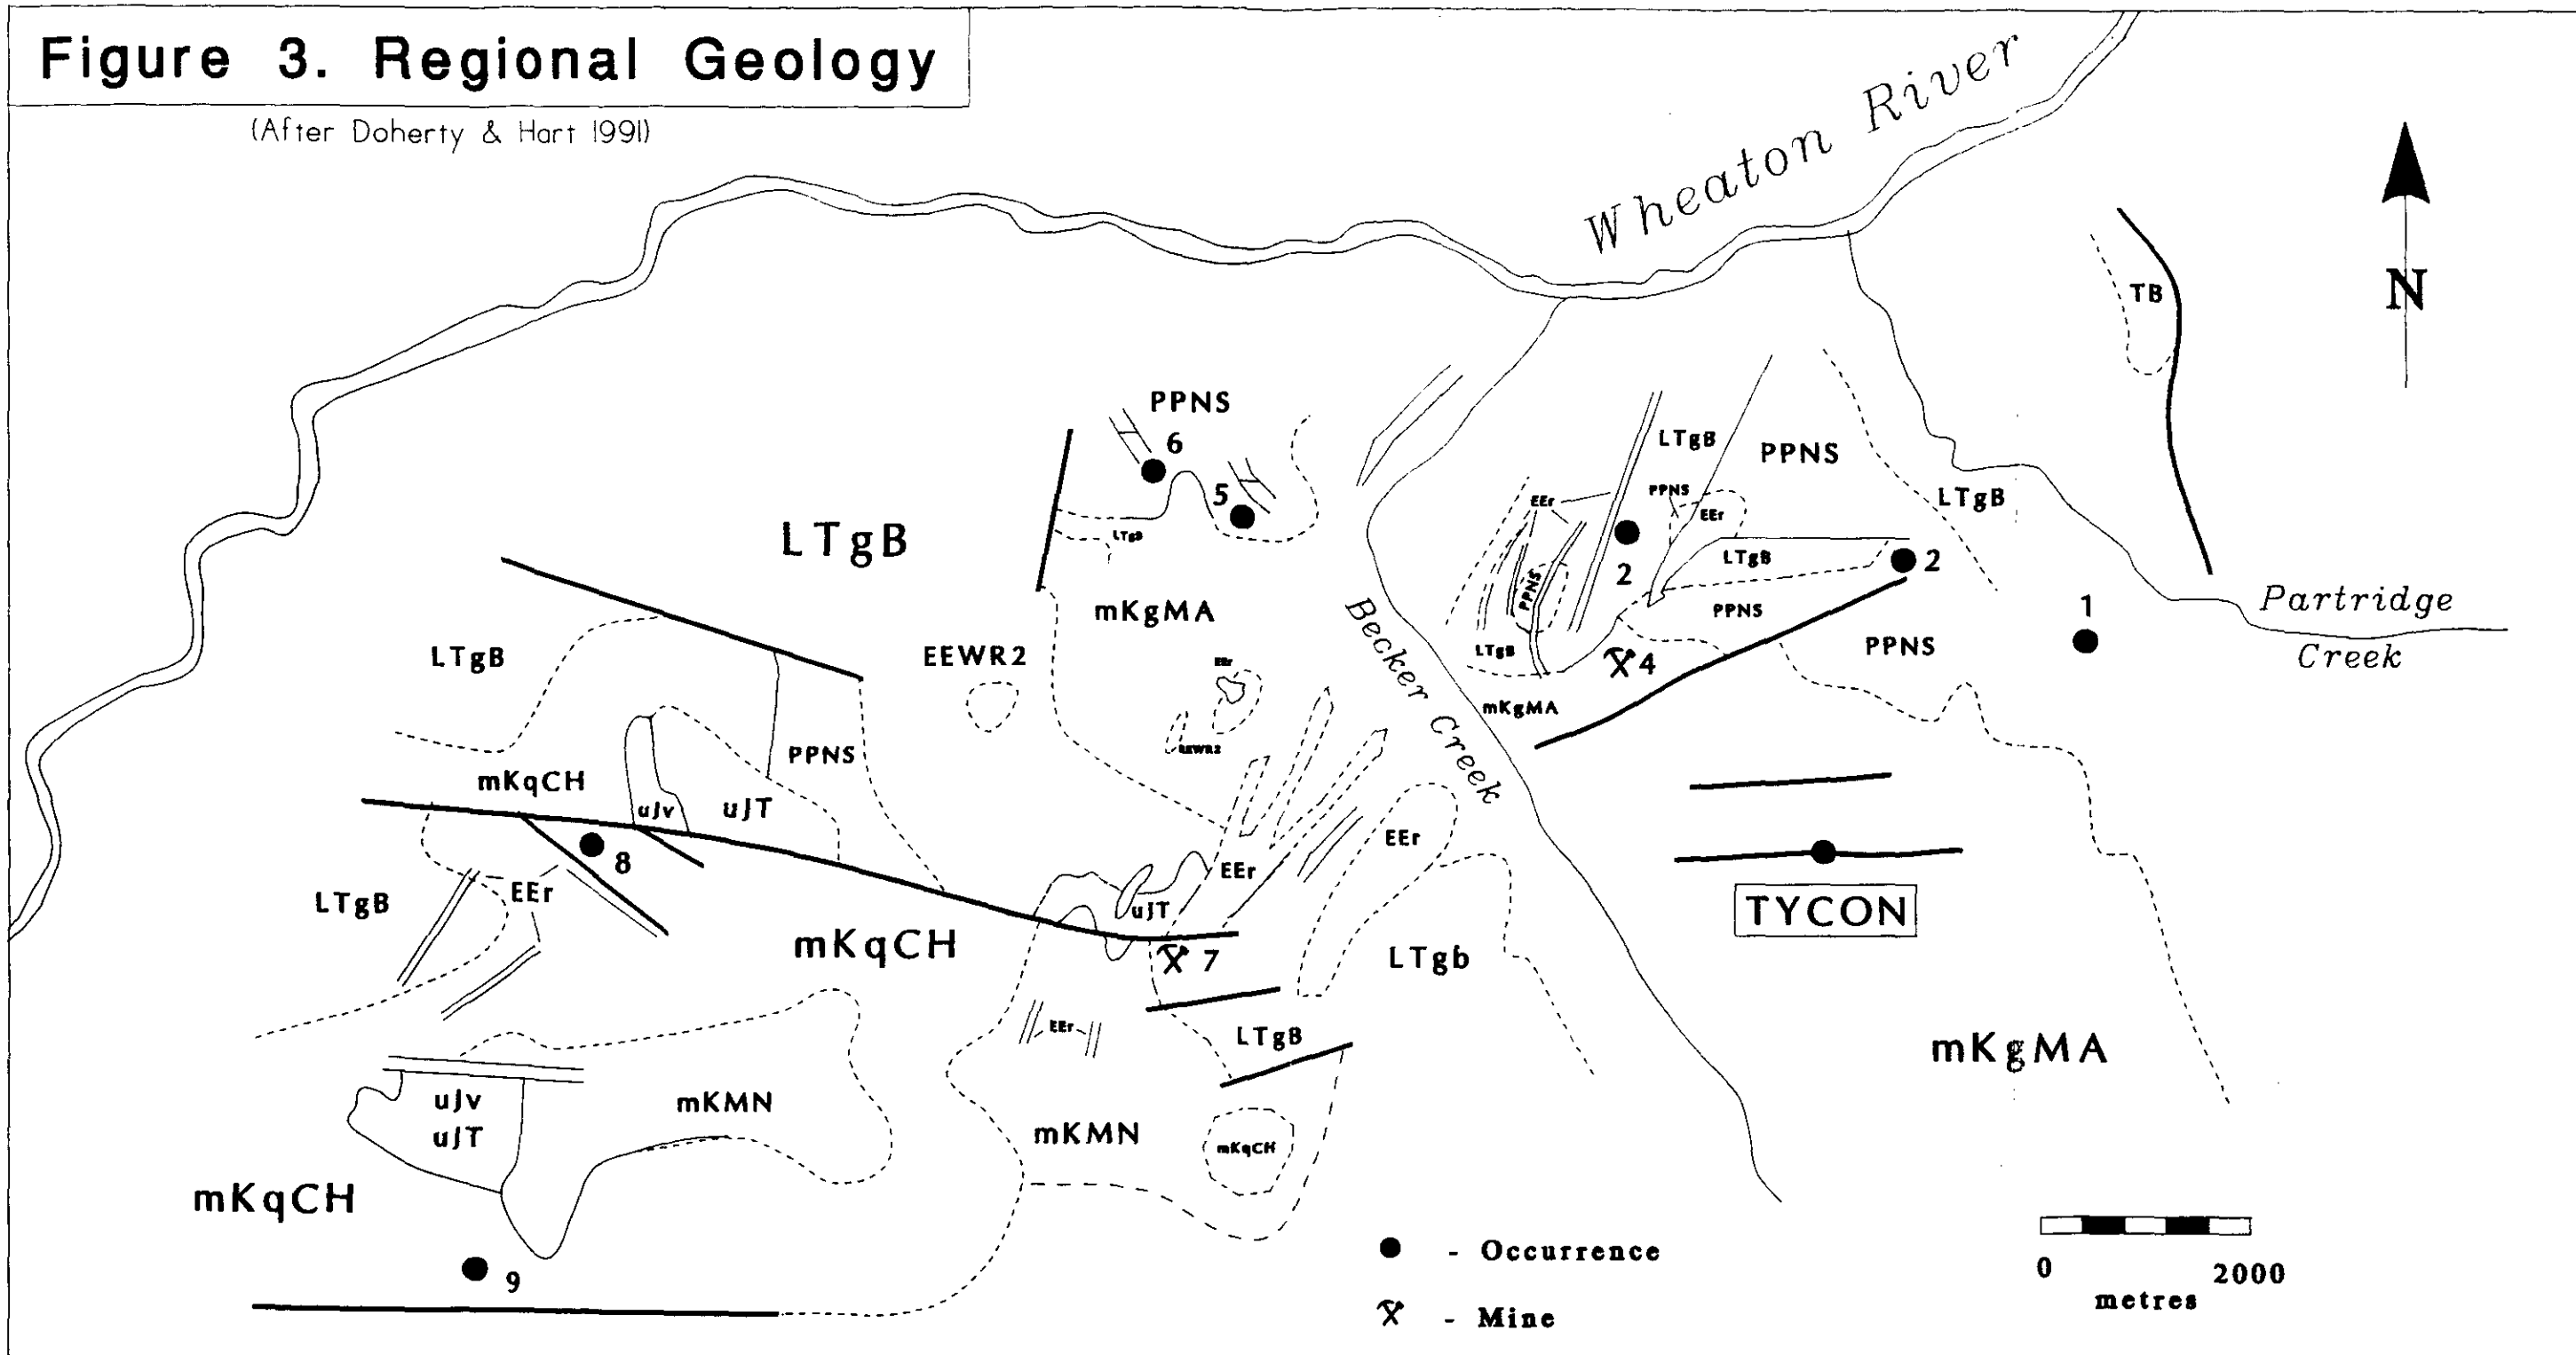 Figure 3. Regional Geology
(After Doherty & Hart 1991)
Wheaton River
N
TB
PPNS
6
5
LTgB
LTgB
mKgMA
EEWR2
EEr
EEWR2
LTgB
PPNS
LTgB
PPNS
EEr
EEr
LTgB
2
2
PPNS
PPNS
LTgB
4
mKgMA
PPNS
1
Partridge
Creek
Becker Creek
LTgB
PPNS
mKqCH
uJv
uJT
8
LTgB
EEr
mKqCH
EEr
uJT
EEr
7
LTgb
TYCON
EEr
LTgB
mKgMA
uJv
uJT
mKMN
mKMN
mKqCH
mKqCH
9
- Occurrence
- Mine
0 2000
metres